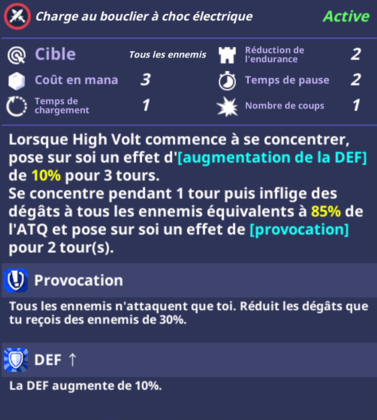 Charge au bouclier à choc électrique Active
Cible Tous les ennemis
Réduction de l'endurance 2
Coût en mana 3
Temps de pause 2
Temps de chargement 1
Nombre de coups 1
Lorsque High Volt commence à se concentrer,
pose sur soi un effet d'[augmentation de la DEF]
de 10% pour 3 tours.
Se concentre pendant 1 tour puis inflige des
dégâts à tous les ennemis équivalents à 85% de
l'ATQ et pose sur soi un effet de [provocation]
pour 2 tour(s).
Provocation
Tous les ennemis n'attaquent que toi. Réduit les dégâts que
tu reçois des ennemis de 30%.
DEF ↑
La DEF augmente de 10%.